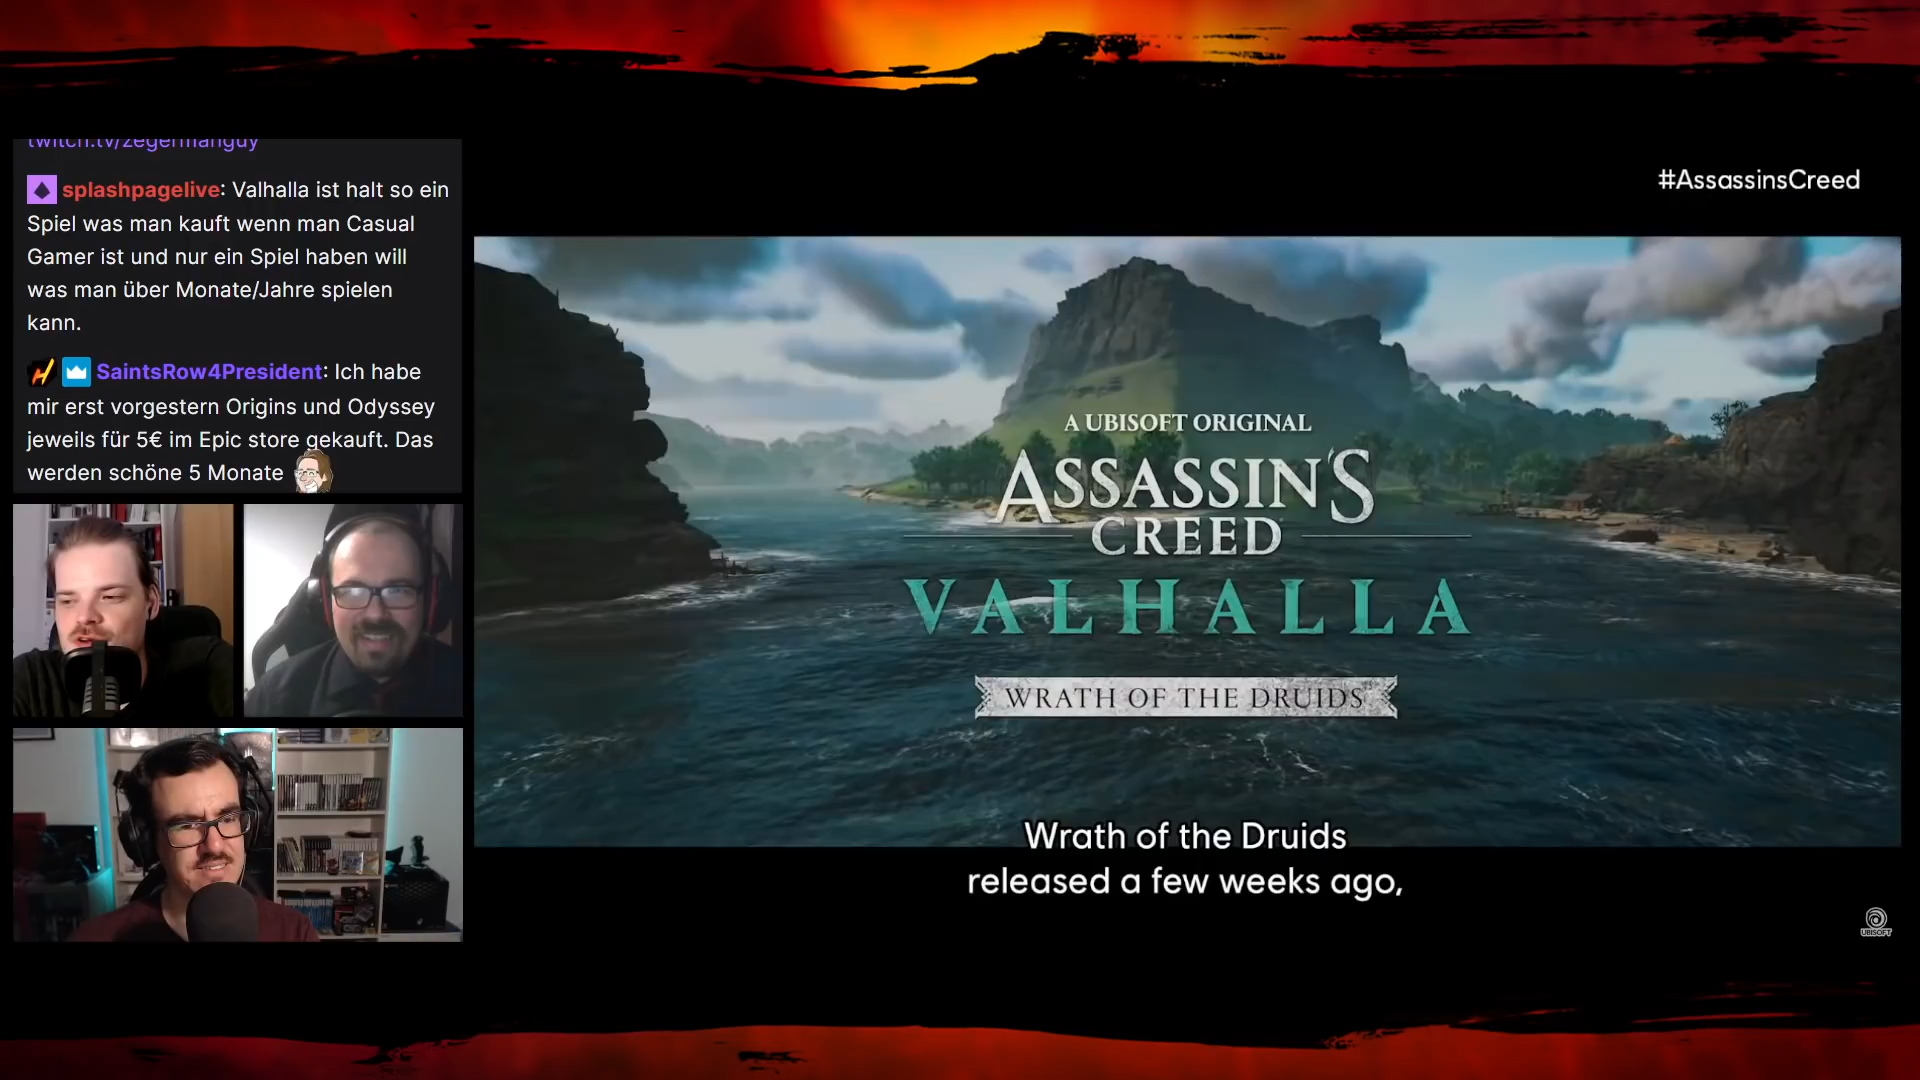 twitch.tv/zegermanguy
splashpagelive: Valhalla ist halt so ein
Spiel was man kauft wenn man Casual
Gamer ist und nur ein Spiel haben will
was man über Monate/Jahre spielen
kann.
SaintsRow4President: Ich habe
mir erst vorgestern Origins und Odyssey
jeweils für 5€ im Epic store gekauft. Das
werden schöne 5 Monate
#AssassinsCreed
A UBISOFT ORIGINAL
ASSASSIN'S
CREED
VALHALLA
WRATH OF THE DRUIDS
Wrath of the Druids
released a few weeks ago,
UBISOFT